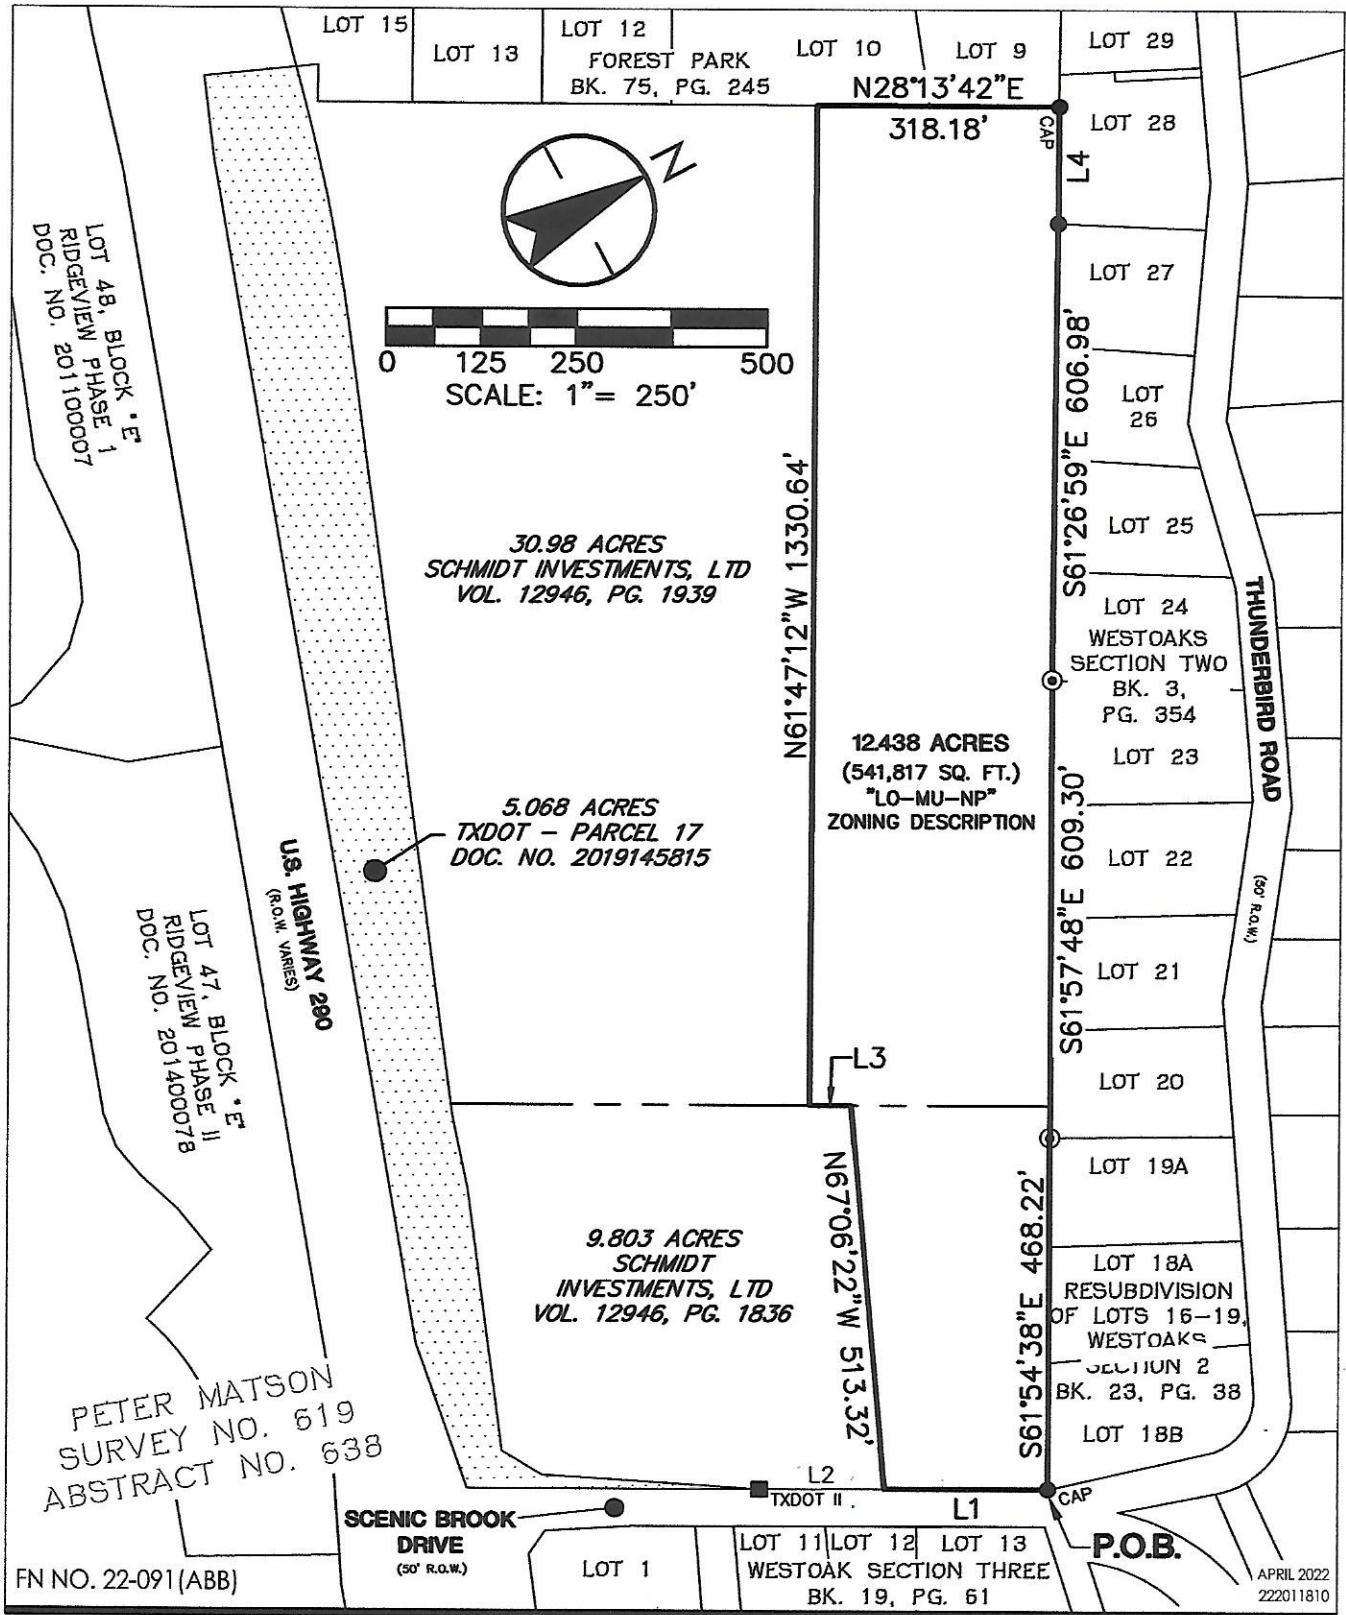 LOT 15
LOT 13
LOT 12
FOREST PARK
BK. 75, PG. 245
LOT 10
LOT 9
LOT 29
N28°13'42"E
318.18'
CAP
L4
LOT 28
N
LOT 27
0 125 250 500
SCALE: 1"= 250'
LOT 48, BLOCK "E"
RIDGEVIEW PHASE 1
DOC. NO. 201100007
S61°26'59"E 606.98'
LOT
26
LOT 25
30.98 ACRES
SCHMIDT INVESTMENTS, LTD
VOL. 12946, PG. 1939
N61°47'12"W 1330.64'
LOT 24
WESTOAKS
SECTION TWO
BK. 3,
PG. 354
THUNDERBIRD ROAD
(50' R.O.W.)
LOT 23
12.438 ACRES
(541,817 SQ. FT.)
"LO-MU-NP"
ZONING DESCRIPTION
5.068 ACRES
TXDOT - PARCEL 17
DOC. NO. 2019145815
S61°57'48"E 609.30'
LOT 22
U.S. HIGHWAY 290
(R.O.W. VARIES)
LOT 47, BLOCK "E"
RIDGEVIEW PHASE II
DOC. NO. 201400078
LOT 21
L3
LOT 20
LOT 19A
N67°06'22"W 513.32'
S61°54'38"E 468.22'
9.803 ACRES
SCHMIDT
INVESTMENTS, LTD
VOL. 12946, PG. 1836
LOT 18A
RESUBDIVISION
OF LOTS 16-19,
WESTOAKS
SECTION 2
BK. 23, PG. 38
LOT 18B
PETER MATSON
SURVEY NO. 619
ABSTRACT NO. 638
L2
TXDOT II
L1
CAP
P.O.B.
SCENIC BROOK
DRIVE
(50' R.O.W.)
LOT 1
LOT 11 LOT 12 LOT 13
WESTOAK SECTION THREE
BK. 19, PG. 61
FN NO. 22-091(ABB)
APRIL 2022
222011810